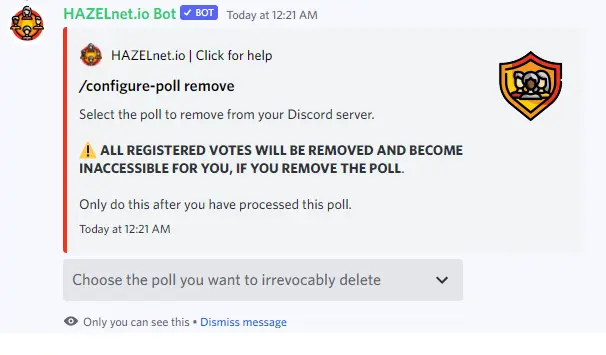 HAZELnet.io Bot ✓ BOT Today at 12:21 AM
HAZELnet.io | Click for help
/configure-poll remove
Select the poll to remove from your Discord server.
⚠️ ALL REGISTERED VOTES WILL BE REMOVED AND BECOME
INACCESSIBLE FOR YOU, IF YOU REMOVE THE POLL.
Only do this after you have processed this poll.
Today at 12:21 AM
Choose the poll you want to irrevocably delete
Only you can see this • Dismiss message